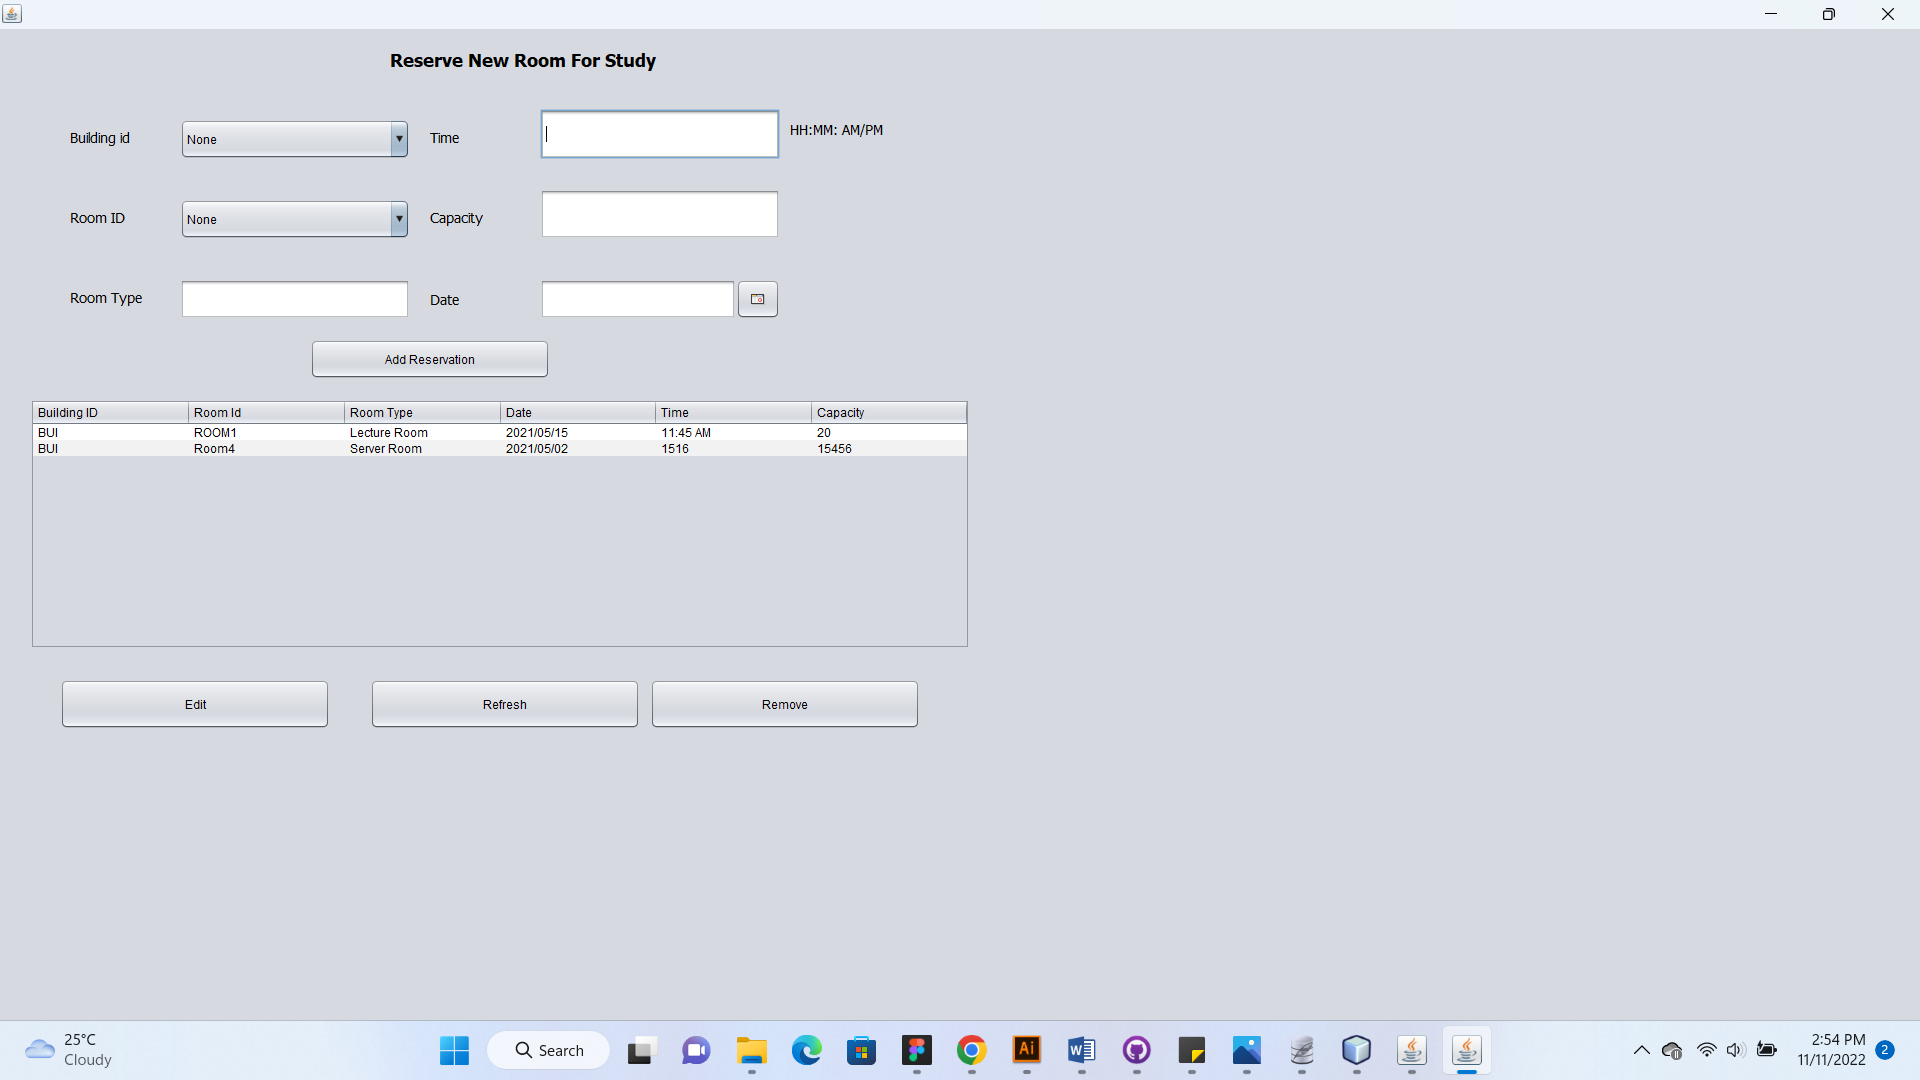 Reserve New Room For Study
Building id None Time HH:MM: AM/PM
Room ID None Capacity
Room Type Date
Add Reservation
Building ID Room Id Room Type Date Time Capacity
BUI ROOM1 Lecture Room 2021/05/15 11:45 AM 20
BUI Room4 Server Room 2021/05/02 1516 15456
Edit Refresh Remove
25°C
Cloudy
Search
Ai
2:54 PM
11/11/2022
2